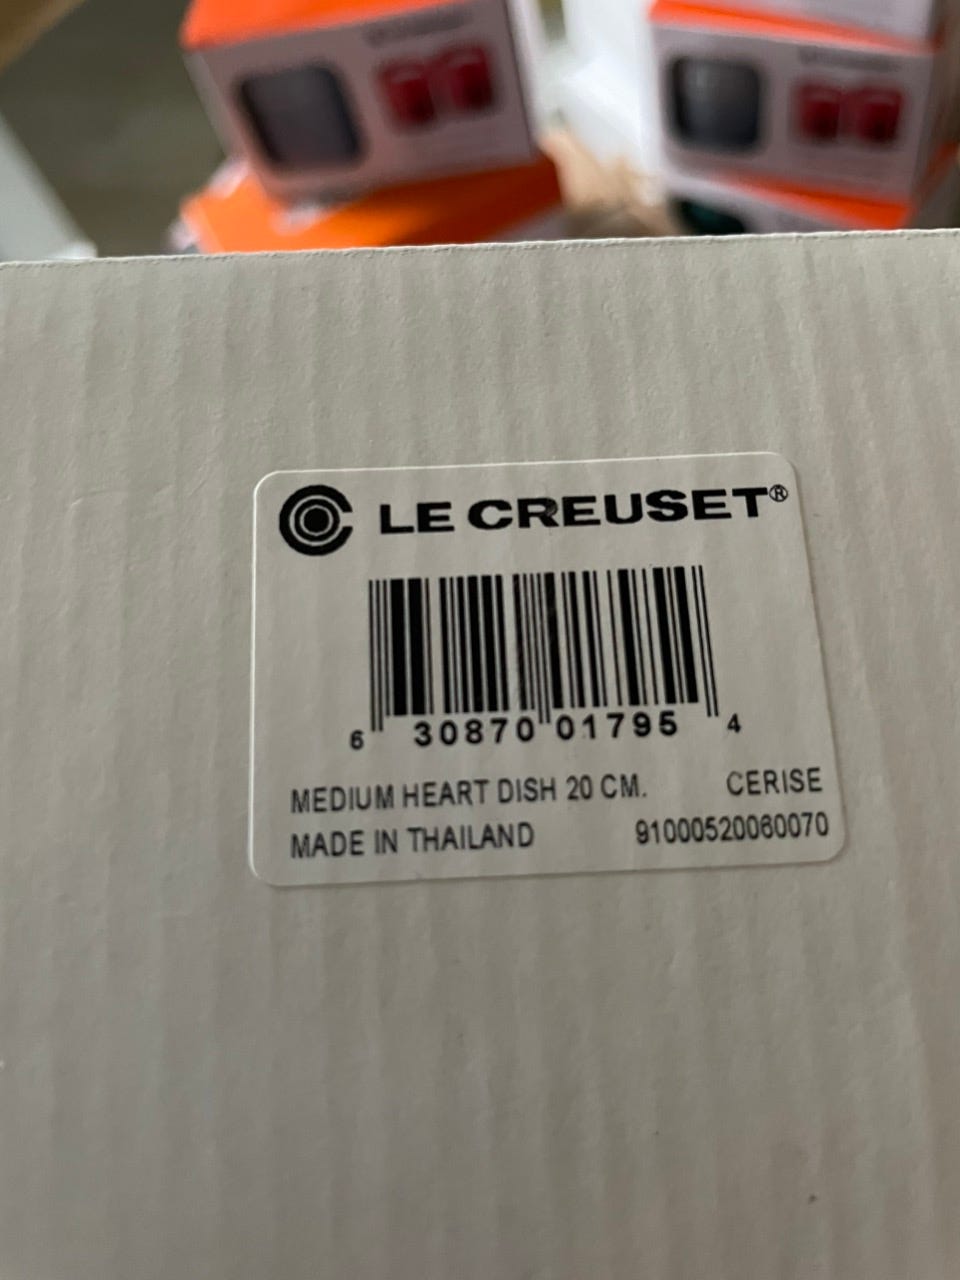 LE CREUSET®
6 30870 01795 4
MEDIUM HEART DISH 20 CM. CERISE
MADE IN THAILAND 91000520060070